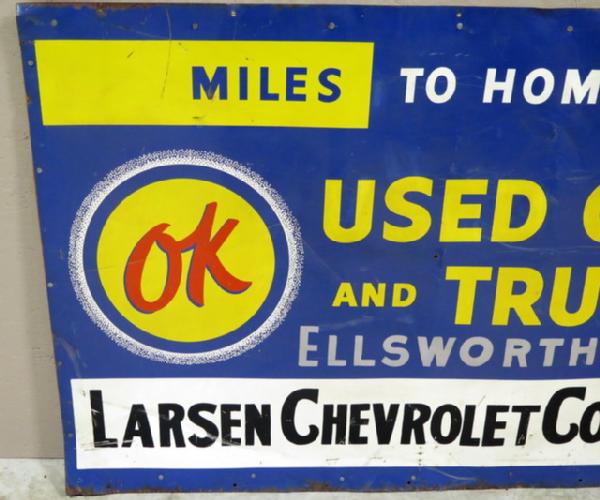 MILES TO HOM
OK
USED C
AND TRU
ELLSWORTH
LARSEN CHEVROLET CO